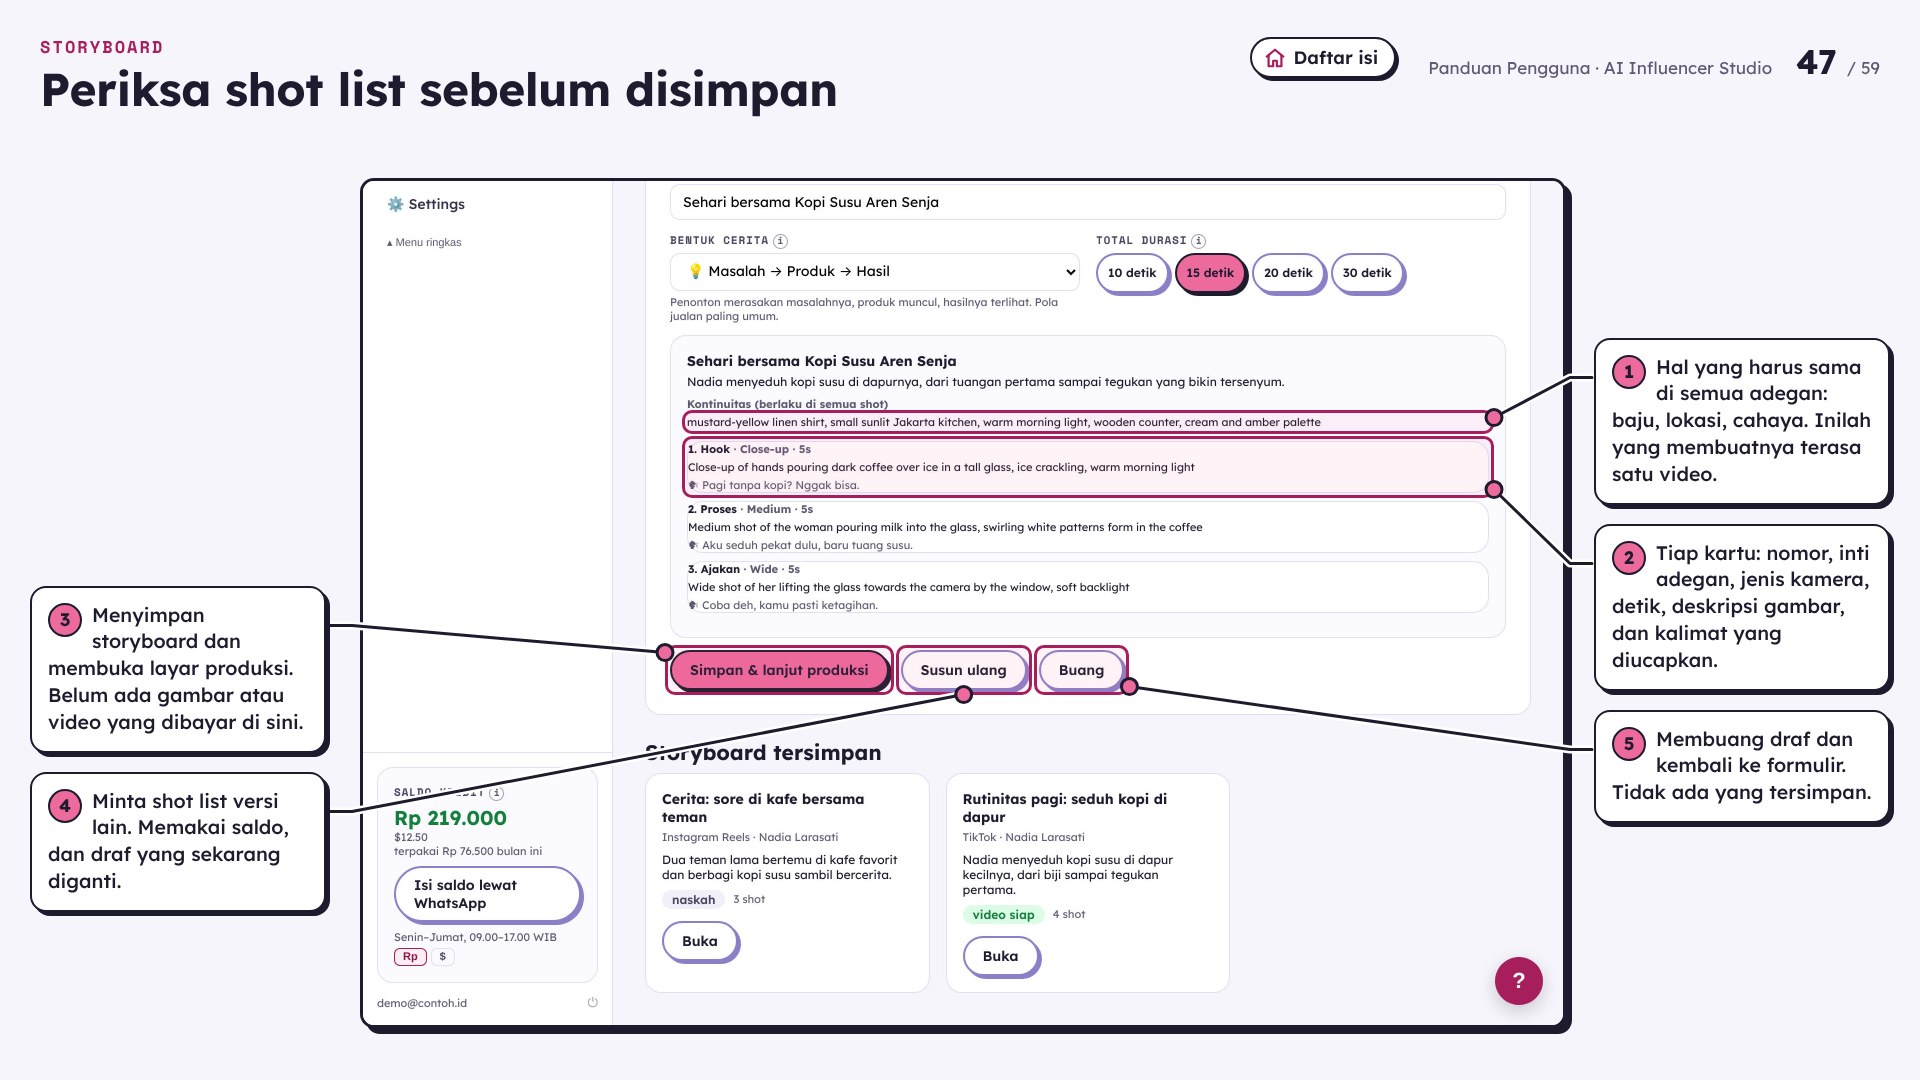 STORYBOARD
Periksa shot list sebelum disimpan
Daftar isi
Panduan Pengguna · AI Influencer Studio
47 / 59
⚙️ Settings
▴ Menu ringkas
Sehari bersama Kopi Susu Aren Senja
BENTUK CERITA i
💡 Masalah → Produk → Hasil
Penonton merasakan masalahnya, produk muncul, hasilnya terlihat. Pola
jualan paling umum.
TOTAL DURASI i
10 detik
15 detik
20 detik
30 detik
Sehari bersama Kopi Susu Aren Senja
Nadia menyeduh kopi susu di dapurnya, dari tuangan pertama sampai tegukan yang bikin tersenyum.
Kontinuitas (berlaku di semua shot)
mustard-yellow linen shirt, small sunlit Jakarta kitchen, warm morning light, wooden counter, cream and amber palette
1. Hook · Close-up · 5s
Close-up of hands pouring dark coffee over ice in a tall glass, ice crackling, warm morning light
🗣 Pagi tanpa kopi? Nggak bisa.
2. Proses · Medium · 5s
Medium shot of the woman pouring milk into the glass, swirling white patterns form in the coffee
🗣 Aku seduh pekat dulu, baru tuang susu.
3. Ajakan · Wide · 5s
Wide shot of her lifting the glass towards the camera by the window, soft backlight
🗣 Coba deh, kamu pasti ketagihan.
Simpan & lanjut produksi
Susun ulang
Buang
Storyboard tersimpan
Cerita: sore di kafe bersama
teman
Instagram Reels · Nadia Larasati
Dua teman lama bertemu di kafe favorit
dan berbagi kopi susu sambil bercerita.
naskah 3 shot
Buka
Rutinitas pagi: seduh kopi di
dapur
TikTok · Nadia Larasati
Nadia menyeduh kopi susu di dapur
kecilnya, dari biji sampai tegukan
pertama.
video siap 4 shot
Buka
SALDO KREDIT i
Rp 219.000
$12.50
terpakai Rp 76.500 bulan ini
Isi saldo lewat
WhatsApp
Senin–Jumat, 09.00–17.00 WIB
Rp $
demo@contoh.id
?
1 Hal yang harus sama
di semua adegan:
baju, lokasi, cahaya. Inilah
yang membuatnya terasa
satu video.
2 Tiap kartu: nomor, inti
adegan, jenis kamera,
detik, deskripsi gambar,
dan kalimat yang
diucapkan.
3 Menyimpan
storyboard dan
membuka layar produksi.
Belum ada gambar atau
video yang dibayar di sini.
4 Minta shot list versi
lain. Memakai saldo,
dan draf yang sekarang
diganti.
5 Membuang draf dan
kembali ke formulir.
Tidak ada yang tersimpan.